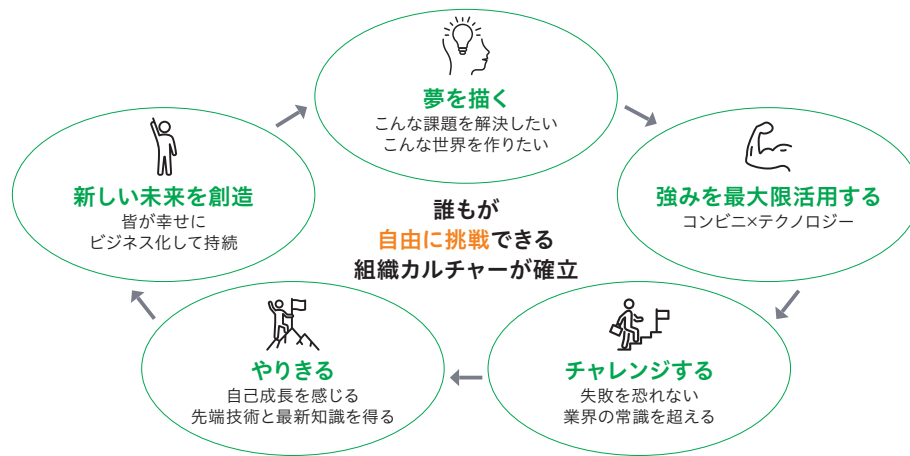 夢を描く
こんな課題を解決したい
こんな世界を作りたい
強みを最大限活用する
コンビニ×テクノロジー
チャレンジする
失敗を恐れない
業界の常識を超える
やりきる
自己成長を感じる
先端技術と最新知識を得る
新しい未来を創造
皆が幸せに
ビジネス化して持続
誰もが
自由に挑戦できる
組織カルチャーが確立